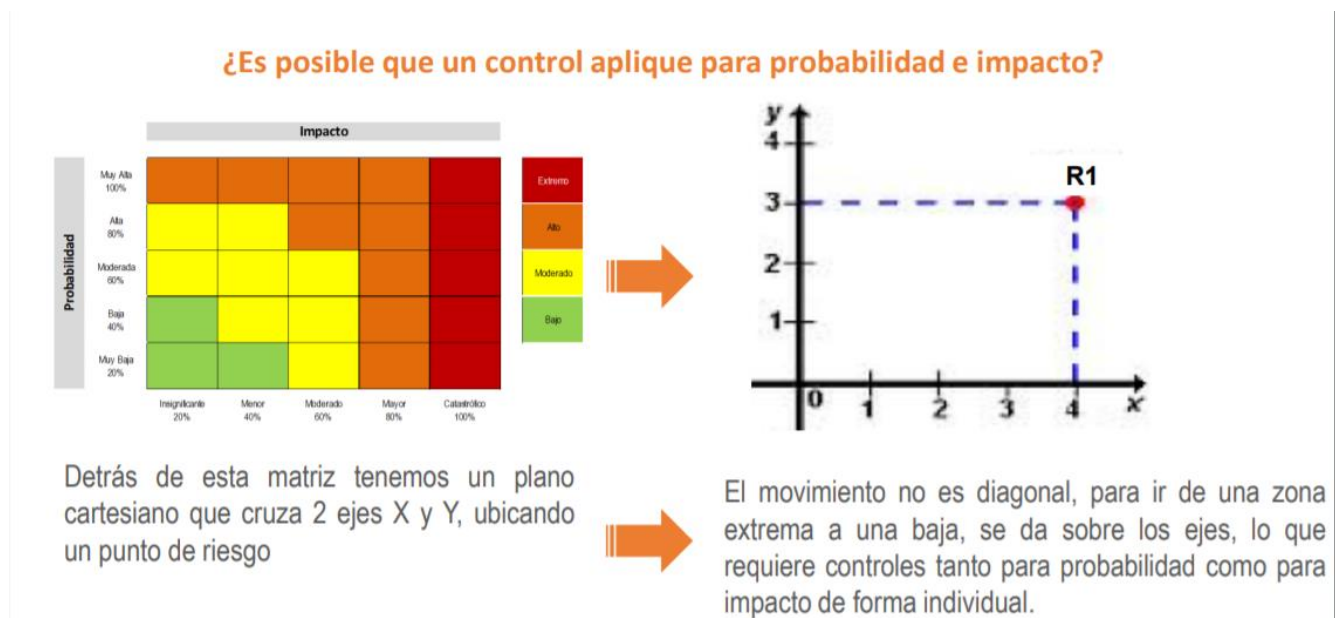 ¿Es posible que un control aplique para probabilidad e impacto?
Impacto
Probabilidad
Muy Alta
100%
Alta
80%
Moderada
60%
Baja
40%
Muy Baja
20%
Insignificante
20%
Menor
40%
Moderado
60%
Mayor
80%
Catastrófico
100%
Extremo
Alto
Moderado
Bajo
y
4
3
2
1
0
1
2
3
4
x
R1
Detrás de esta matriz tenemos un plano
cartesiano que cruza 2 ejes X y Y, ubicando
un punto de riesgo
El movimiento no es diagonal, para ir de una zona
extrema a una baja, se da sobre los ejes, lo que
requiere controles tanto para probabilidad como para
impacto de forma individual.